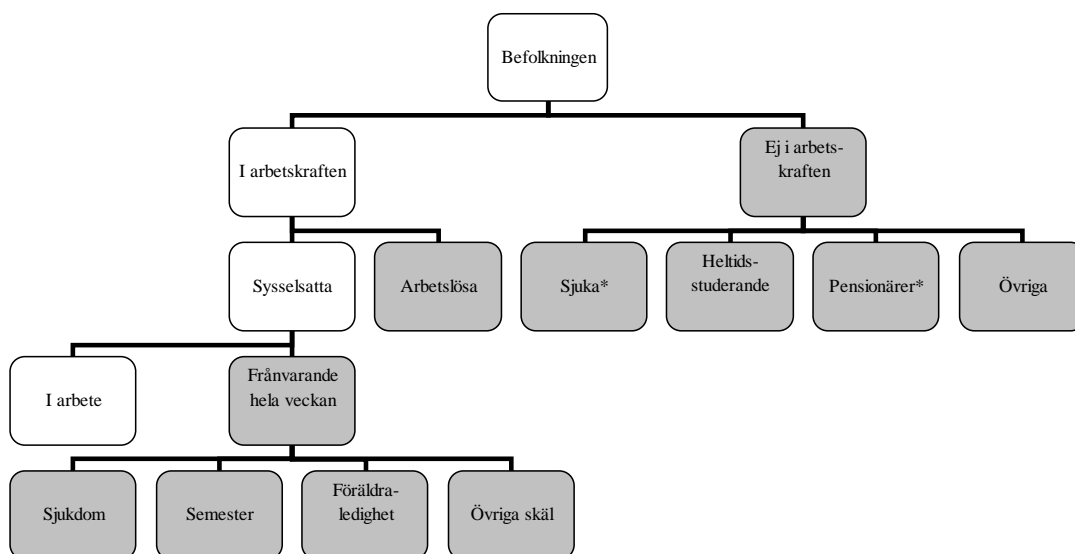 Befolkningen
I arbetskraften
Ej i arbets-
kraften
Sysselsatta
Arbetslösa
Sjuka*
Heltids-
studerande
Pensionärer*
Övriga
I arbete
Frånvarande
hela veckan
Sjukdom
Semester
Föräldra-
ledighet
Övriga skäl